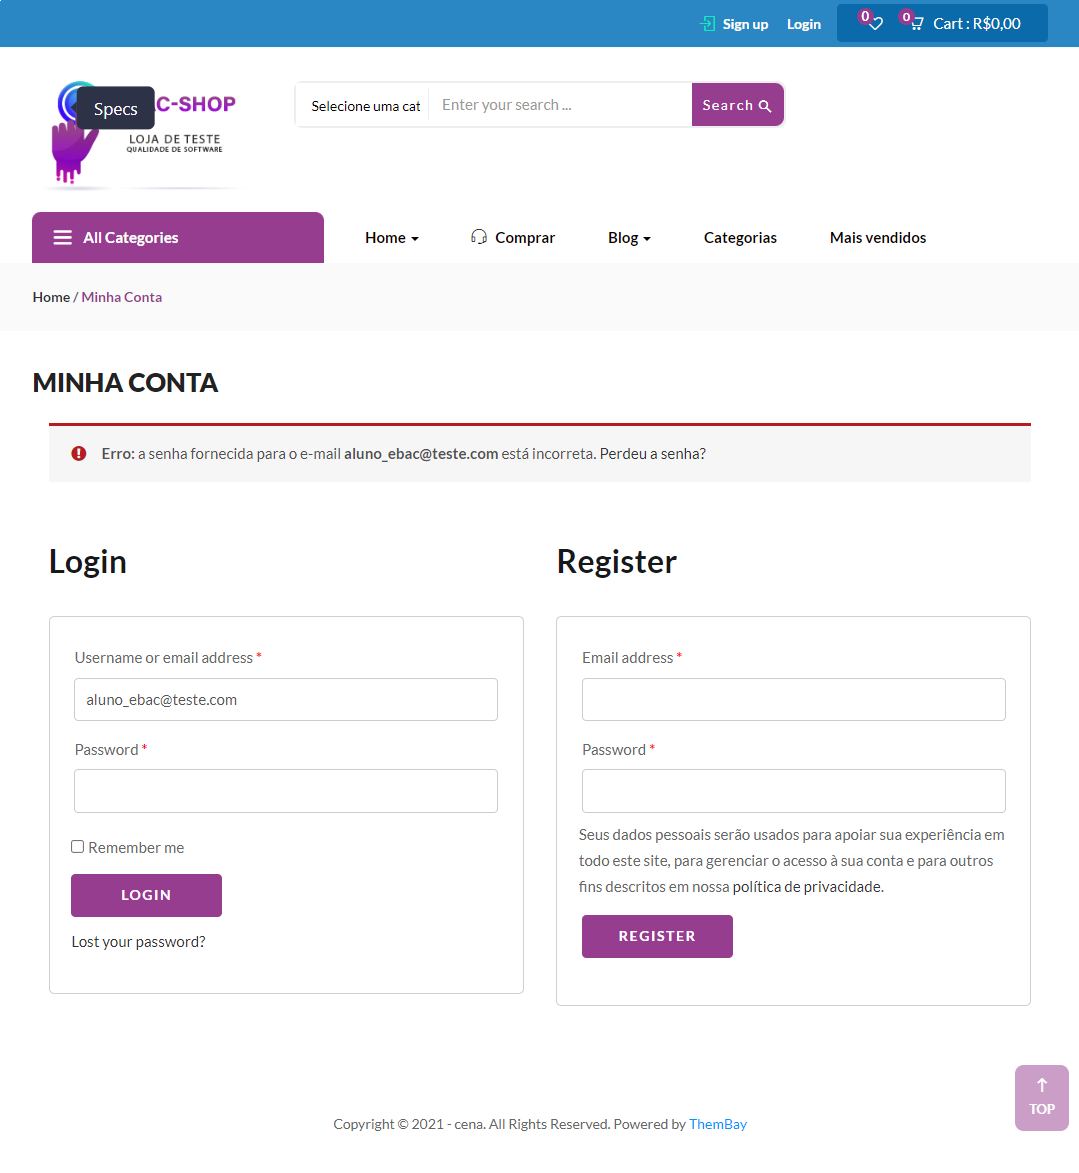 Sign up Login 0 0 Cart : R$0,00
Specs
C-SHOP
LOJA DE TESTE
QUALIDADE DE SOFTWARE
Selecione uma cat Enter your search ... Search
All Categories Home Comprar Blog Categorias Mais vendidos
Home / Minha Conta
MINHA CONTA
Erro: a senha fornecida para o e-mail aluno_ebac@teste.com está incorreta. Perdeu a senha?
Login
Username or email address *
aluno_ebac@teste.com
Password *
Remember me
LOGIN
Lost your password?
Register
Email address *
Password *
Seus dados pessoais serão usados para apoiar sua experiência em
todo este site, para gerenciar o acesso à sua conta e para outros
fins descritos em nossa política de privacidade.
REGISTER
TOP
Copyright © 2021 - cena. All Rights Reserved. Powered by ThemBay